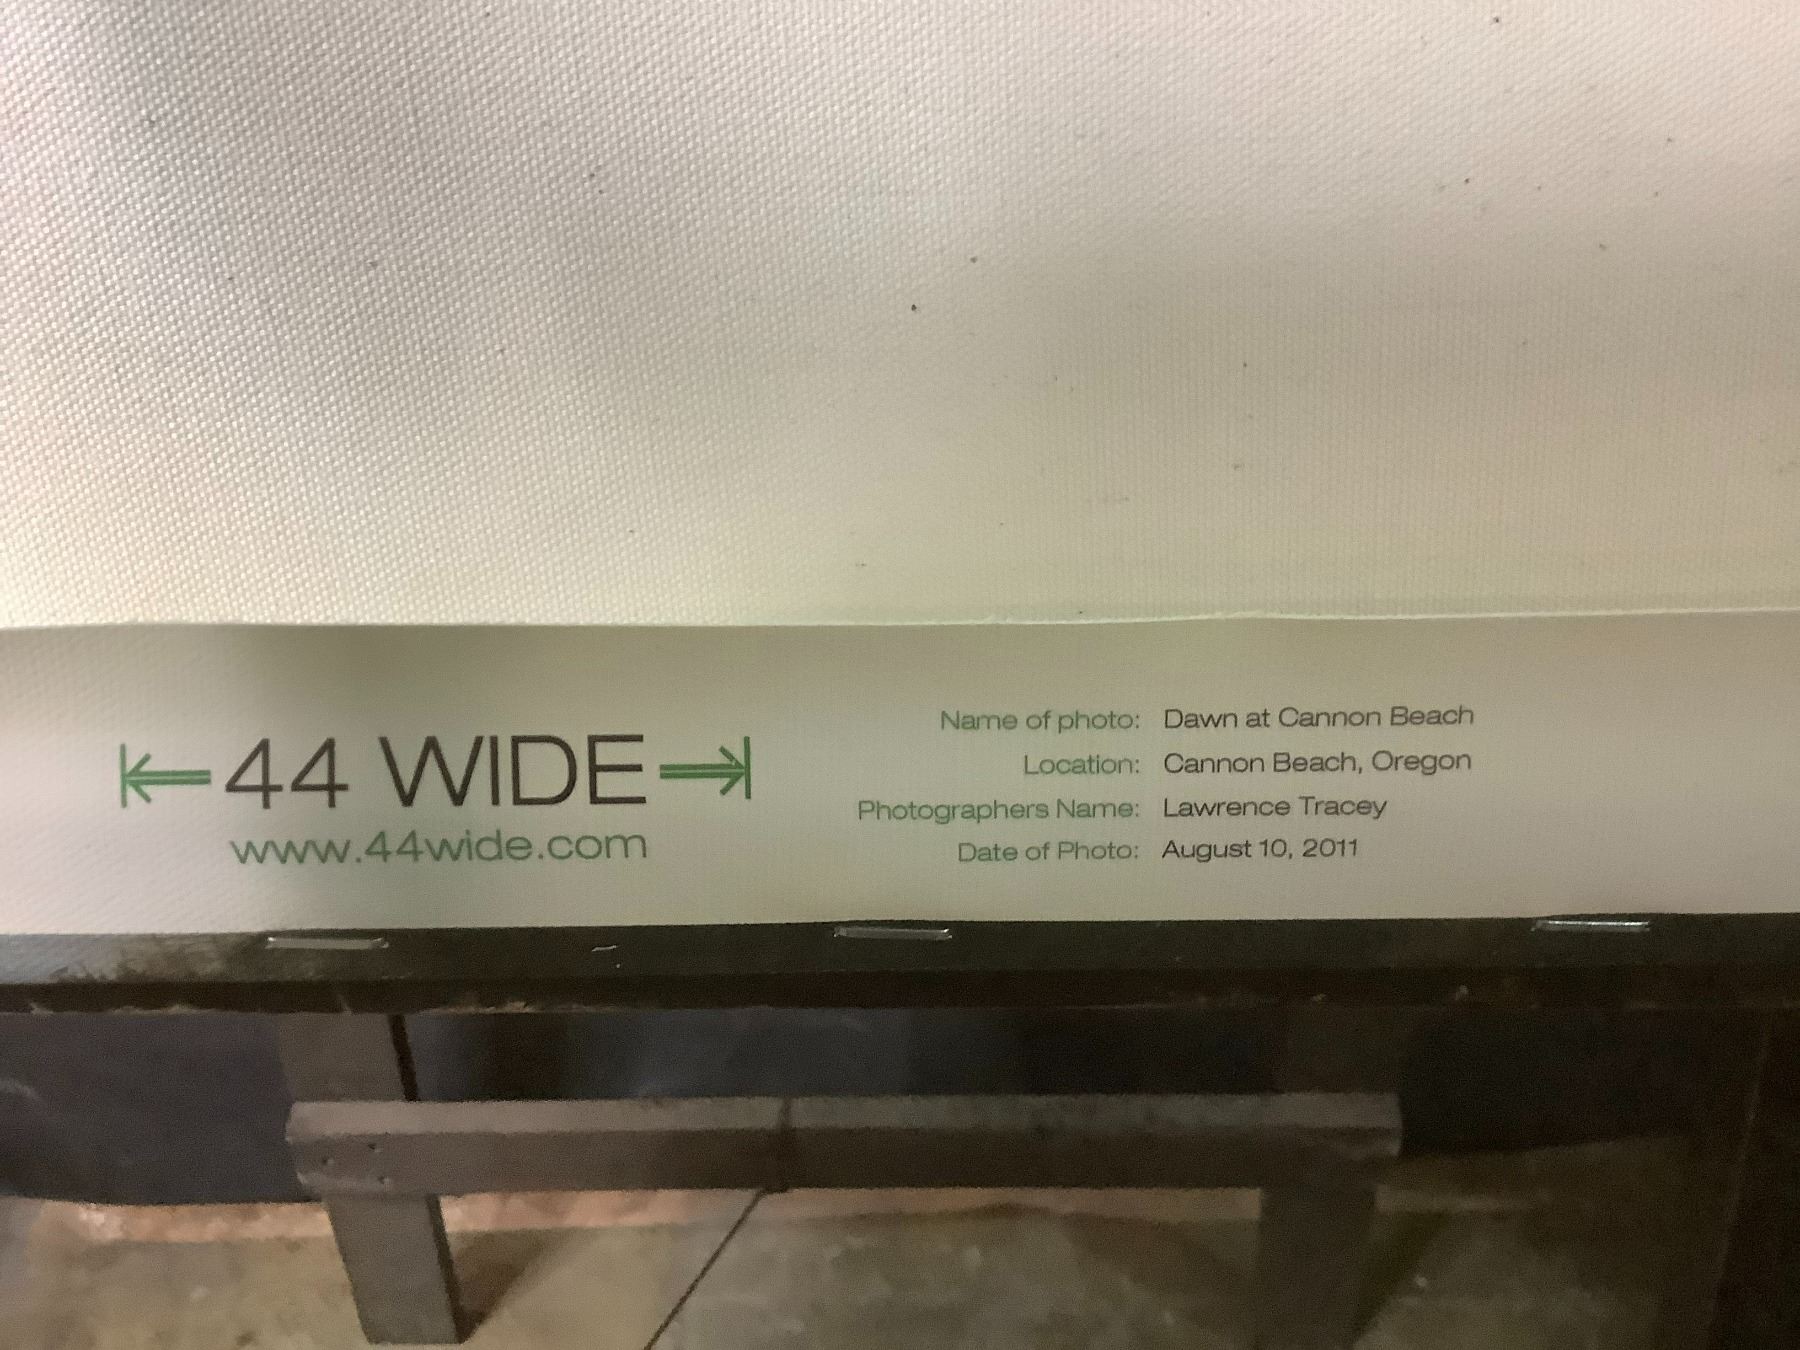 44 WIDE
www.44wide.com
Name of photo: Dawn at Cannon Beach
Location: Cannon Beach, Oregon
Photographers Name: Lawrence Tracey
Date of Photo: August 10, 2011